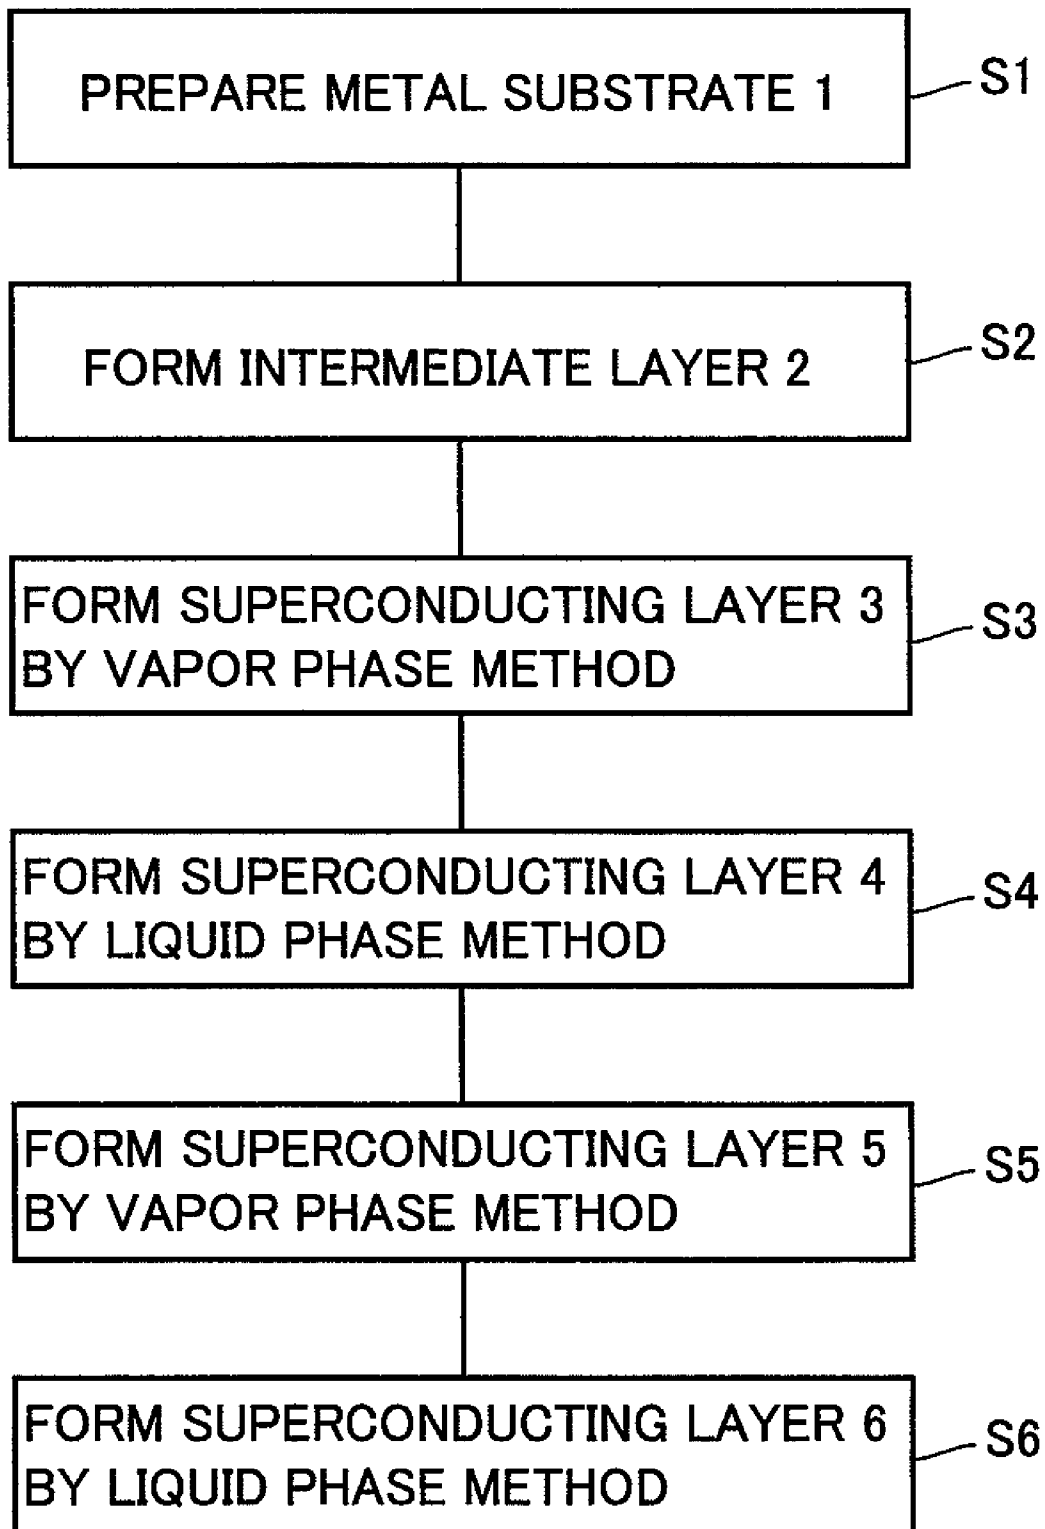 PREPARE METAL SUBSTRATE 1
S1
FORM INTERMEDIATE LAYER 2
S2
FORM SUPERCONDUCTING LAYER 3
BY VAPOR PHASE METHOD
S3
FORM SUPERCONDUCTING LAYER 4
BY LIQUID PHASE METHOD
S4
FORM SUPERCONDUCTING LAYER 5
BY VAPOR PHASE METHOD
S5
FORM SUPERCONDUCTING LAYER 6
BY LIQUID PHASE METHOD
S6